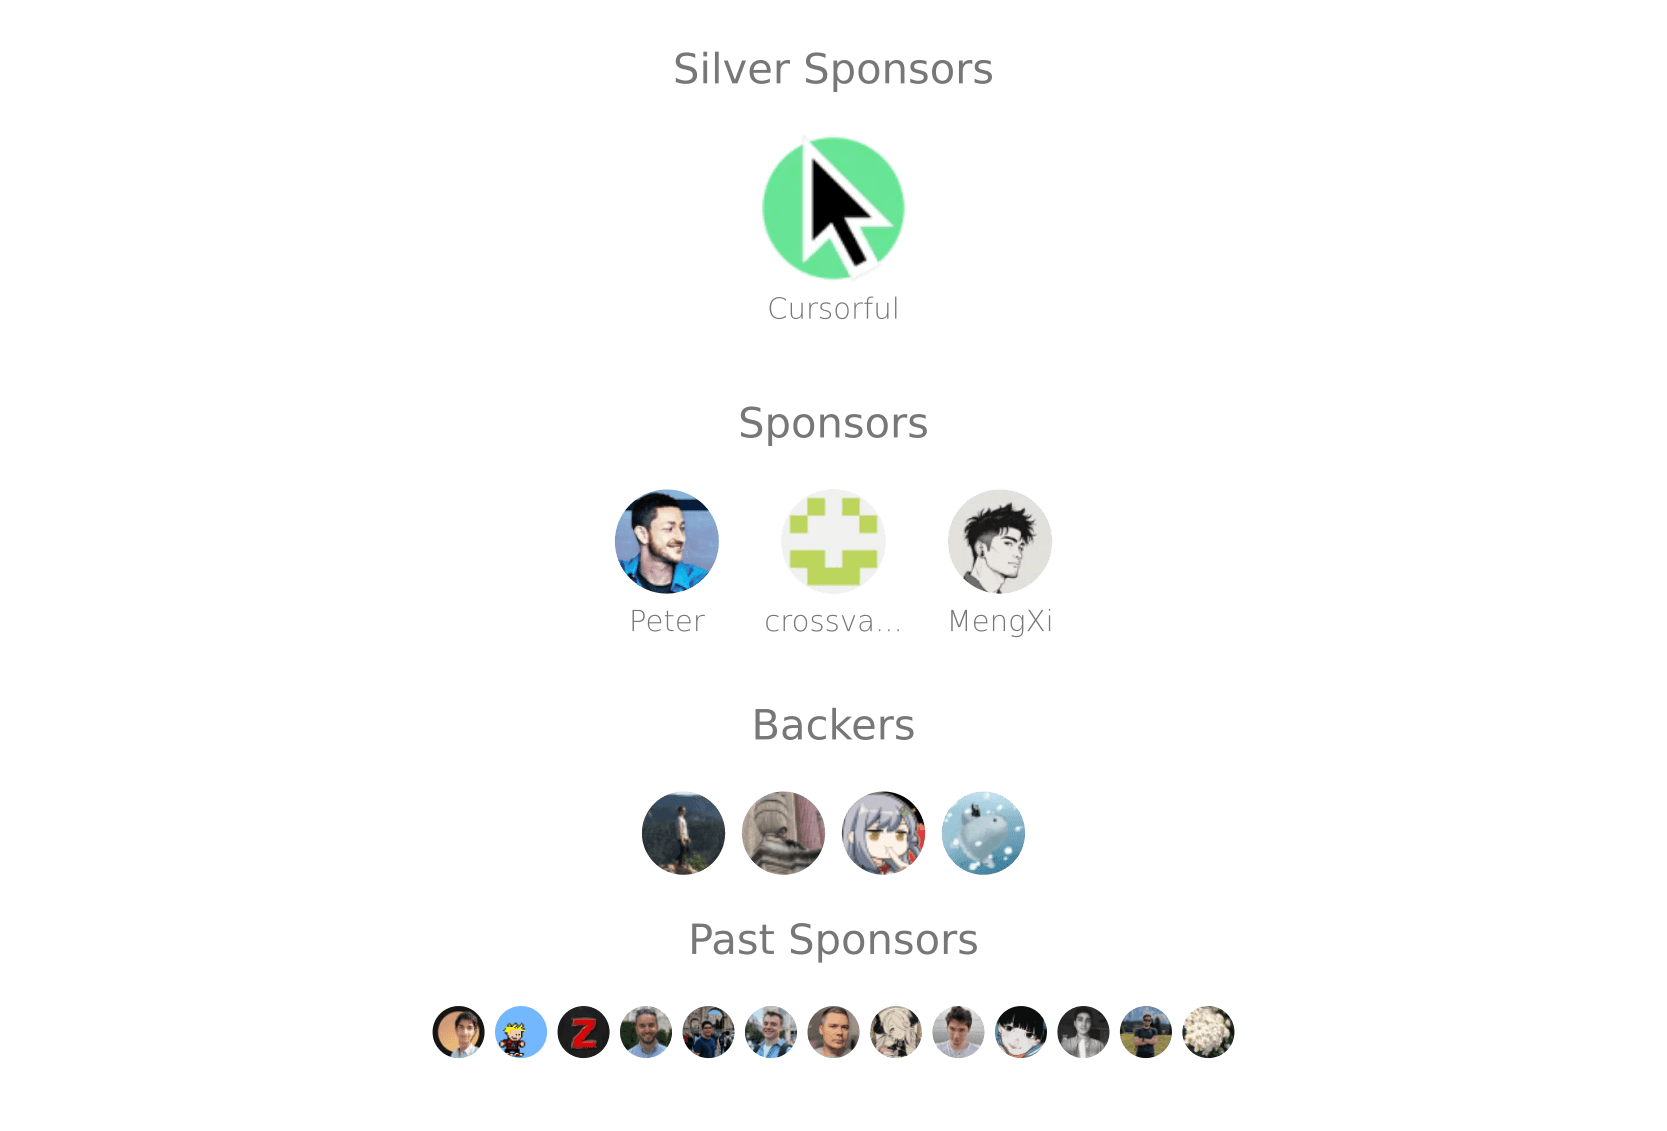 Silver Sponsors
Cursorful
Sponsors
Peter crossva... MengXi
Backers
Past Sponsors
Z